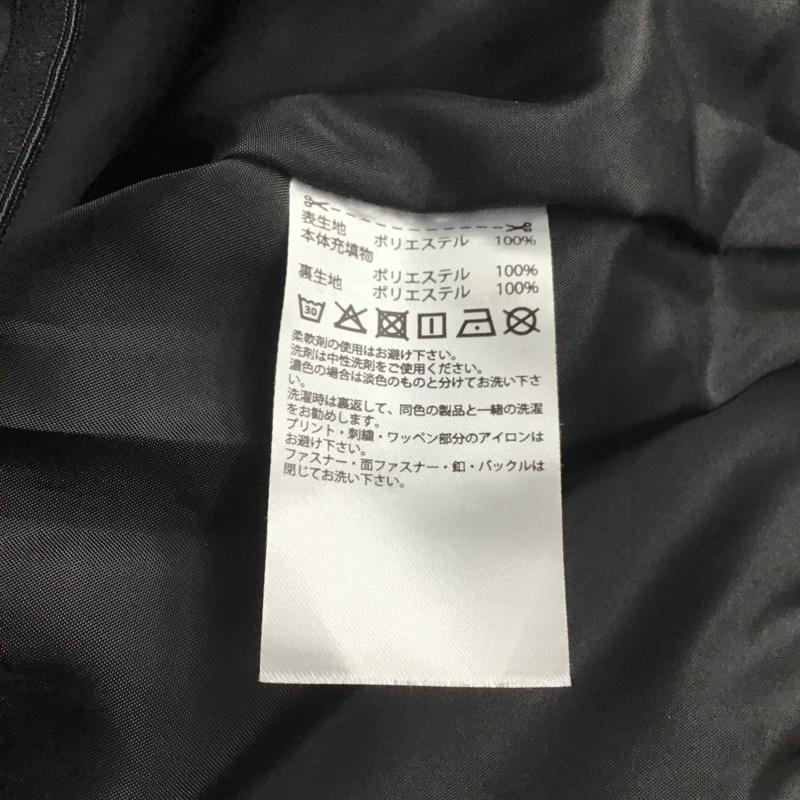 表生地 ポリエステル 100%
本体充填物
ポリエステル 100%
裏生地 ポリエステル 100%
30
柔軟剤の使用はお避け下さい。
洗剤は中性洗剤をご使用ください。
濃色の場合は淡色のものと分けてお洗い下さ
い。
洗濯時は裏返して、同色の製品と一緒の洗濯
をお勧めします。
プリント・刺繍・ワッペン部分のアイロンは
お避け下さい。
ファスナー・面ファスナー・釦・バックルは
閉じてお洗い下さい。